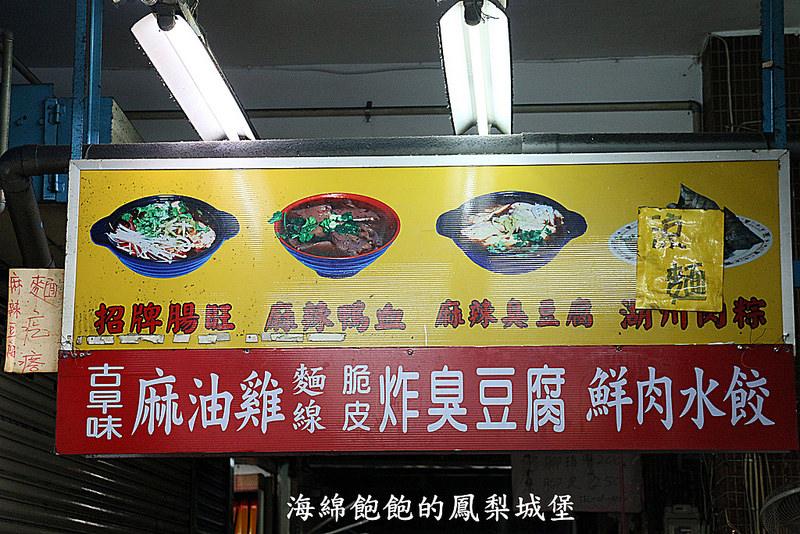 招牌腸旺 麻辣鴨血 麻辣臭豆腐 湖州肉粽
涼麵
古早味麻油雞麵線 脆皮炸臭豆腐 鮮肉水餃
海綿飽飽的鳳梨城堡